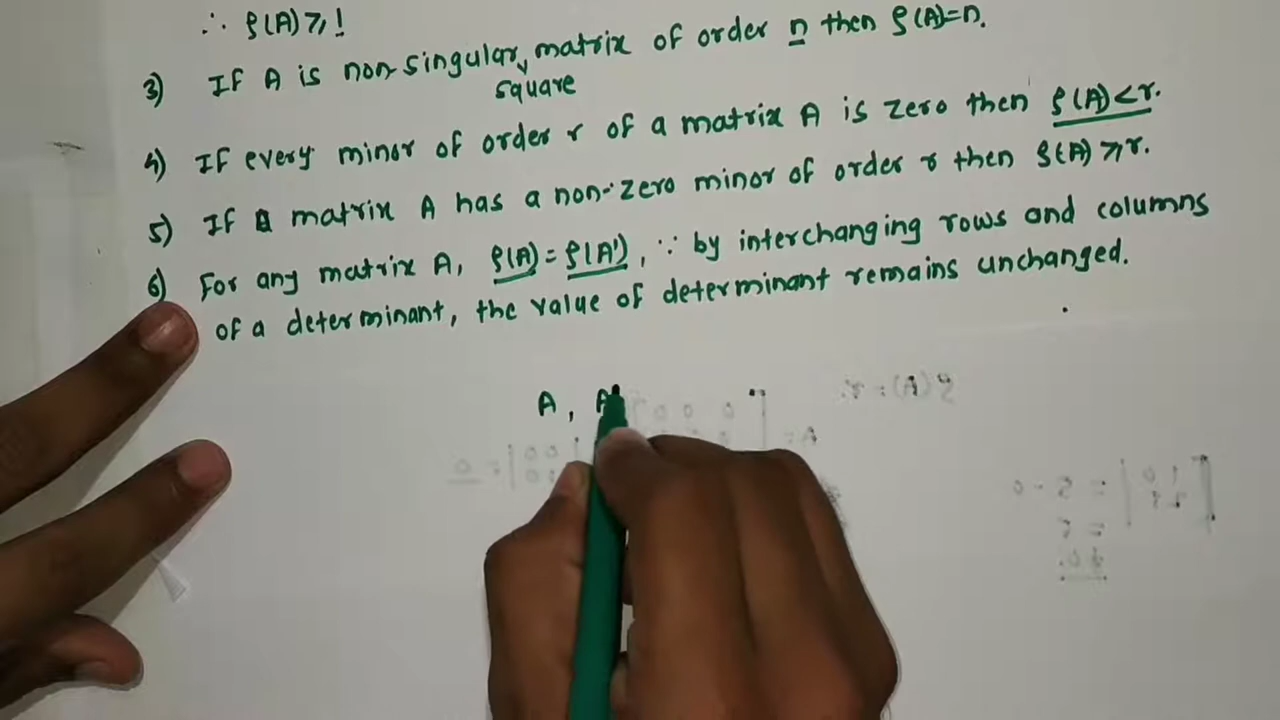 ∴ ρ(A) ⩾ 1
3) If A is non-singular square matrix of order n then ρ(A)=n.
4) If every minor of order r of a matrix A is zero then ρ(A)<r.
5) If a matrix A has a non-zero minor of order r then ρ(A)⩾r.
6) For any matrix A, ρ(A)=ρ(A'), ∵ by interchanging rows and columns
of a determinant, the value of determinant remains unchanged.
A, A'